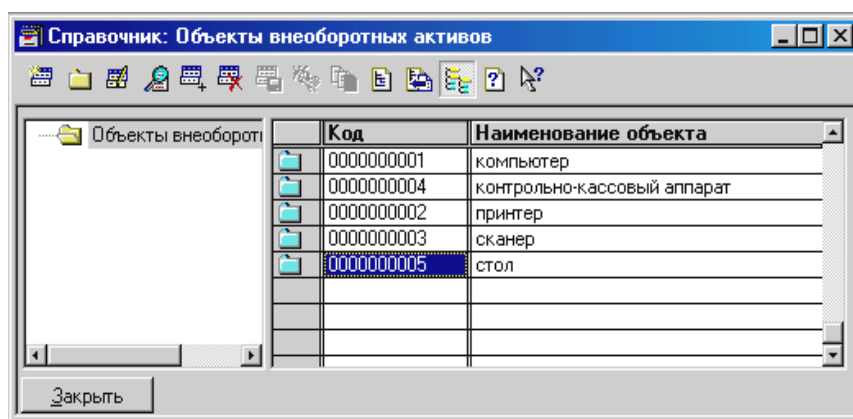 Справочник: Объекты внеоборотных активов
Объекты внеоборот
Код Наименование объекта
0000000001 компьютер
0000000004 контрольно-кассовый аппарат
0000000002 принтер
0000000003 сканер
0000000005 стол
Закрыть